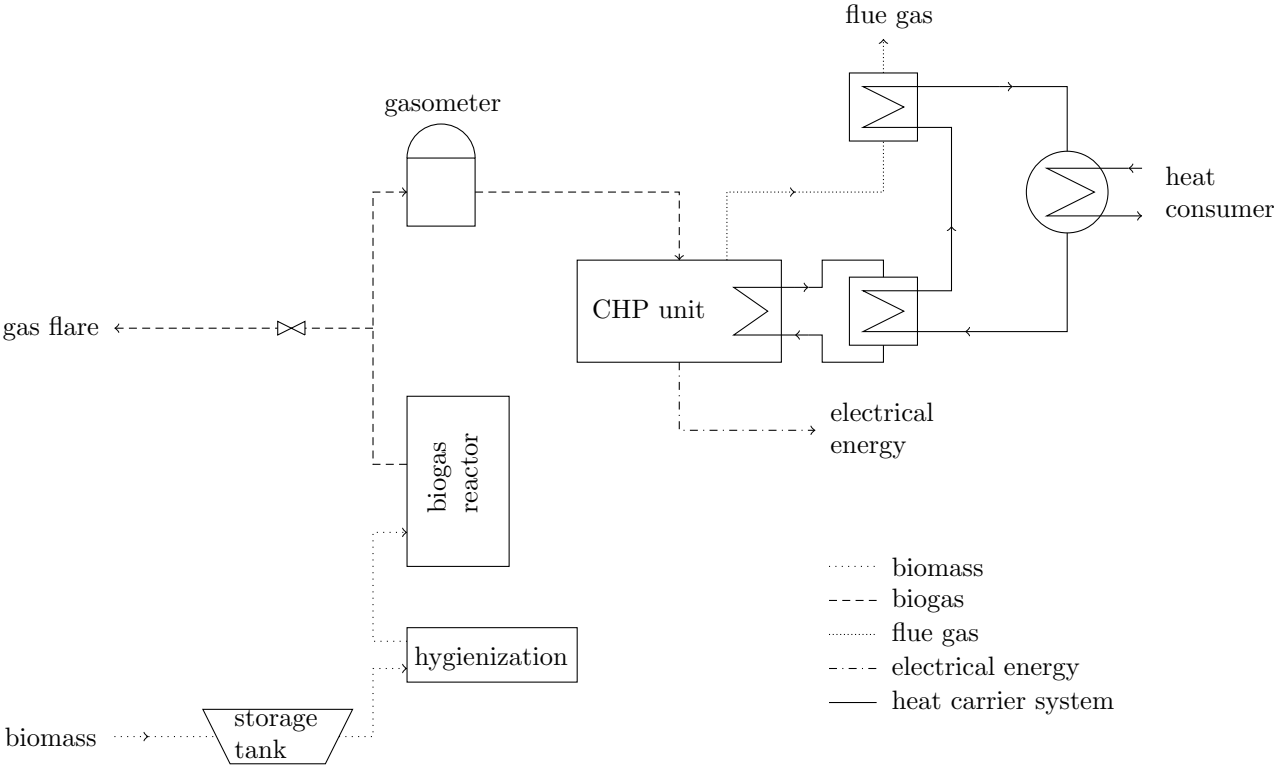 flue gas
gasometer
heat
consumer
CHP unit
gas flare
electrical
energy
biogas
reactor
biomass
biogas
flue gas
electrical energy
heat carrier system
hygienization
storage
tank
biomass